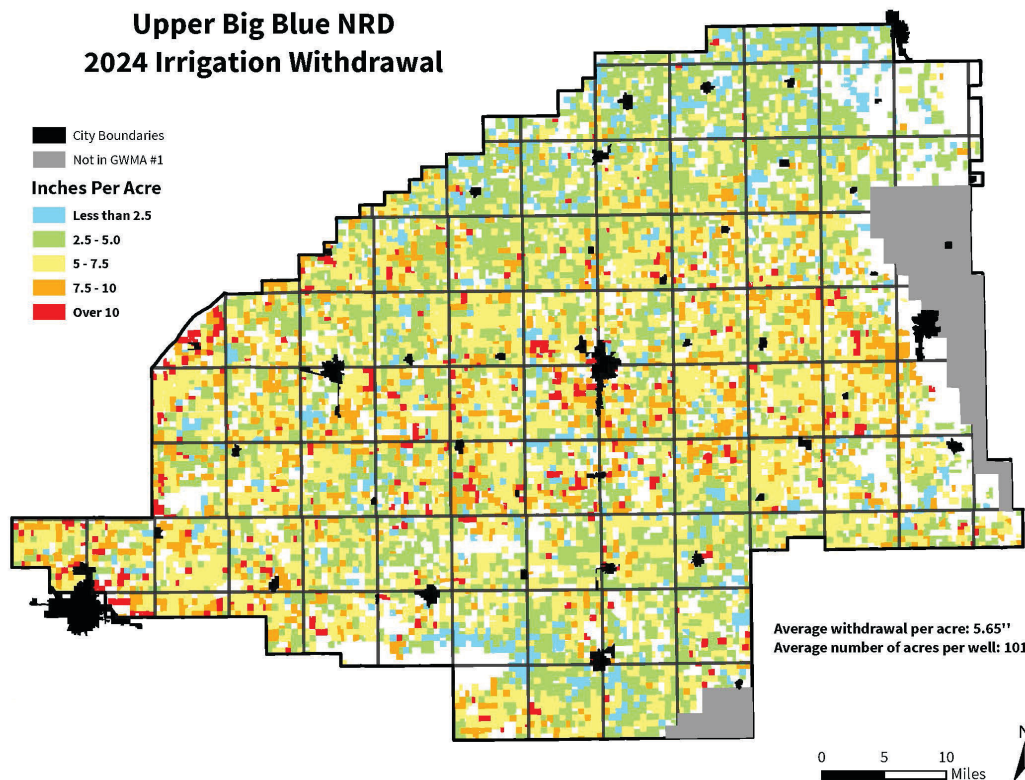 Upper Big Blue NRD
2024 Irrigation Withdrawal
City Boundaries
Not in GWMA #1
Inches Per Acre
Less than 2.5
2.5 - 5.0
5 - 7.5
7.5 - 10
Over 10
Average withdrawal per acre: 5.65''
Average number of acres per well: 101
N
0 5 10
Miles